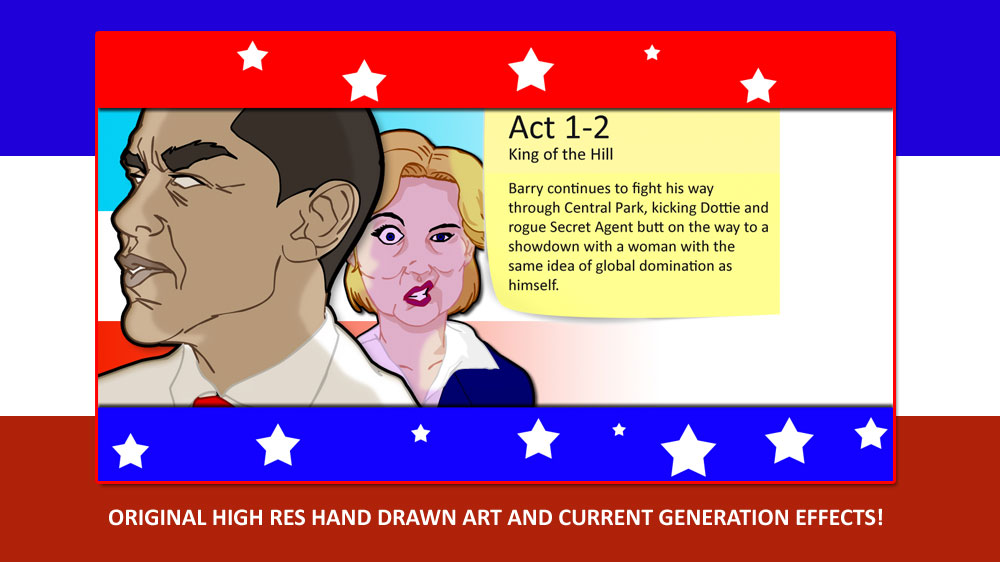 Act 1-2
King of the Hill
Barry continues to fight his way
through Central Park, kicking Dottie and
rogue Secret Agent butt on the way to a
showdown with a woman with the
same idea of global domination as
himself.
ORIGINAL HIGH RES HAND DRAWN ART AND CURRENT GENERATION EFFECTS!